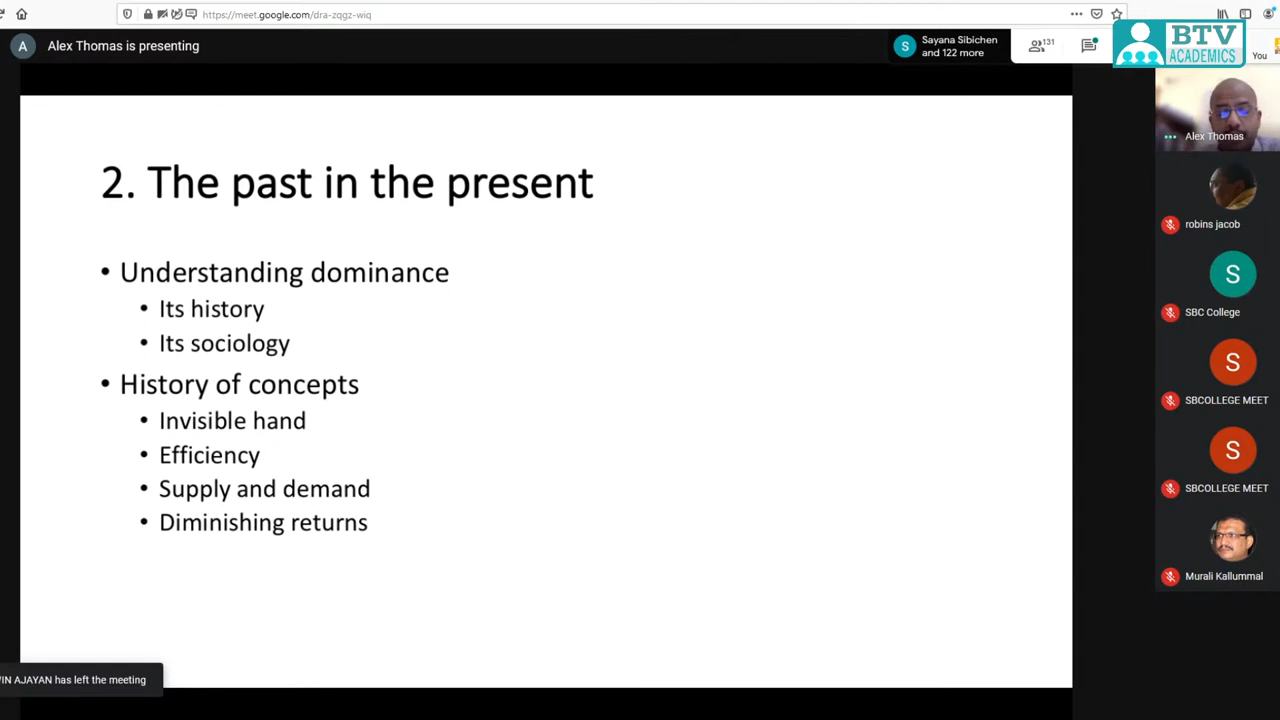 https://meet.google.com/dra-zqgz-wiq
A
Alex Thomas is presenting
S
Sayana Sibichen
and 122 more
131
BTV
ACADEMICS
You
2. The past in the present
• Understanding dominance
• Its history
• Its sociology
• History of concepts
• Invisible hand
• Efficiency
• Supply and demand
• Diminishing returns
Alex Thomas
robins jacob
S
SBC College
S
SBCOLLEGE MEET
S
SBCOLLEGE MEET
Murali Kallummal
IN AJAYAN has left the meeting